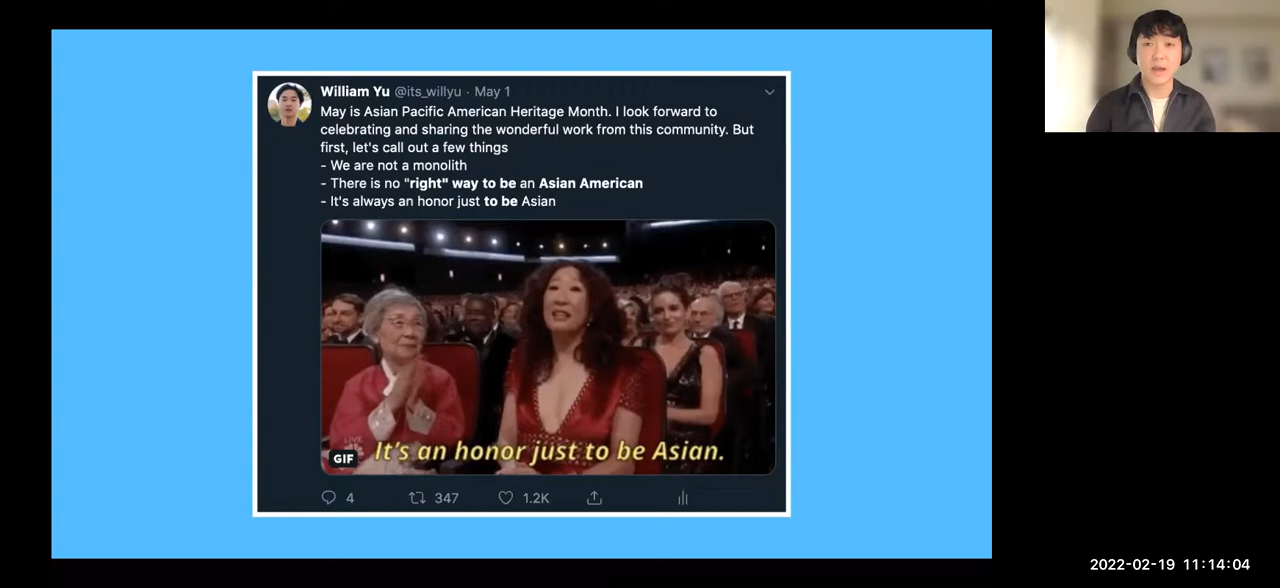 William Yu @its_willyu · May 1
May is Asian Pacific American Heritage Month. I look forward to
celebrating and sharing the wonderful work from this community. But
first, let's call out a few things
- We are not a monolith
- There is no "right" way to be an Asian American
- It's always an honor just to be Asian
LIVE
It's an honor just to be Asian.
GIF
4 347 1.2K
2022-02-19 11:14:04